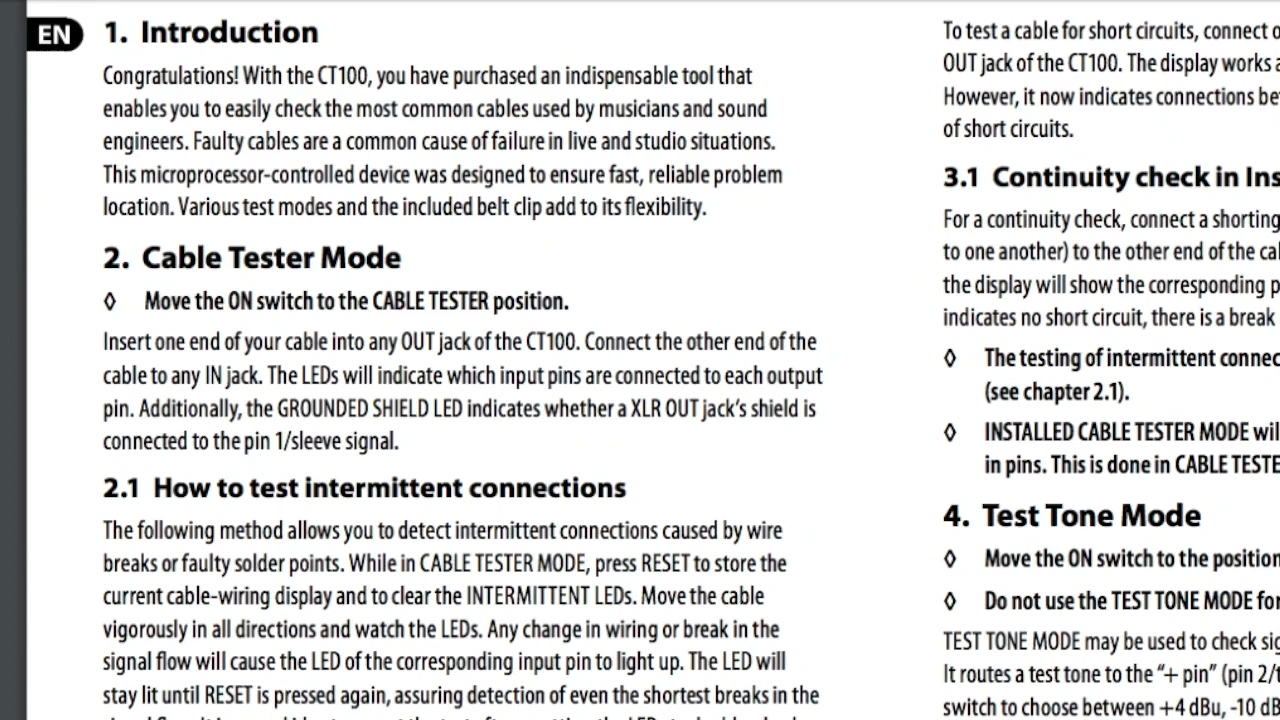 EN
1. Introduction
Congratulations! With the CT100, you have purchased an indispensable tool that
enables you to easily check the most common cables used by musicians and sound
engineers. Faulty cables are a common cause of failure in live and studio situations.
This microprocessor-controlled device was designed to ensure fast, reliable problem
location. Various test modes and the included belt clip add to its flexibility.
2. Cable Tester Mode
◊ Move the ON switch to the CABLE TESTER position.
Insert one end of your cable into any OUT jack of the CT100. Connect the other end of the
cable to any IN jack. The LEDs will indicate which input pins are connected to each output
pin. Additionally, the GROUNDED SHIELD LED indicates whether a XLR OUT jack’s shield is
connected to the pin 1/sleeve signal.
2.1 How to test intermittent connections
The following method allows you to detect intermittent connections caused by wire
breaks or faulty solder points. While in CABLE TESTER MODE, press RESET to store the
current cable-wiring display and to clear the INTERMITTENT LEDs. Move the cable
vigorously in all directions and watch the LEDs. Any change in wiring or break in the
signal flow will cause the LED of the corresponding input pin to light up. The LED will
stay lit until RESET is pressed again, assuring detection of even the shortest breaks in the
To test a cable for short circuits, connect
OUT jack of the CT100. The display works
However, it now indicates connections
of short circuits.
3.1 Continuity check in
For a continuity check, connect a shorting
to one another) to the other end of the
the display will show the corresponding
indicates no short circuit, there is a break
◊ The testing of intermittent
(see chapter 2.1).
◊ INSTALLED CABLE TESTER MODE
in pins. This is done in CABLE
4. Test Tone Mode
◊ Move the ON switch to the position
◊ Do not use the TEST TONE MODE
TEST TONE MODE may be used to check
It routes a test tone to the “+ pin” (pin
switch to choose between +4 dBu, -10